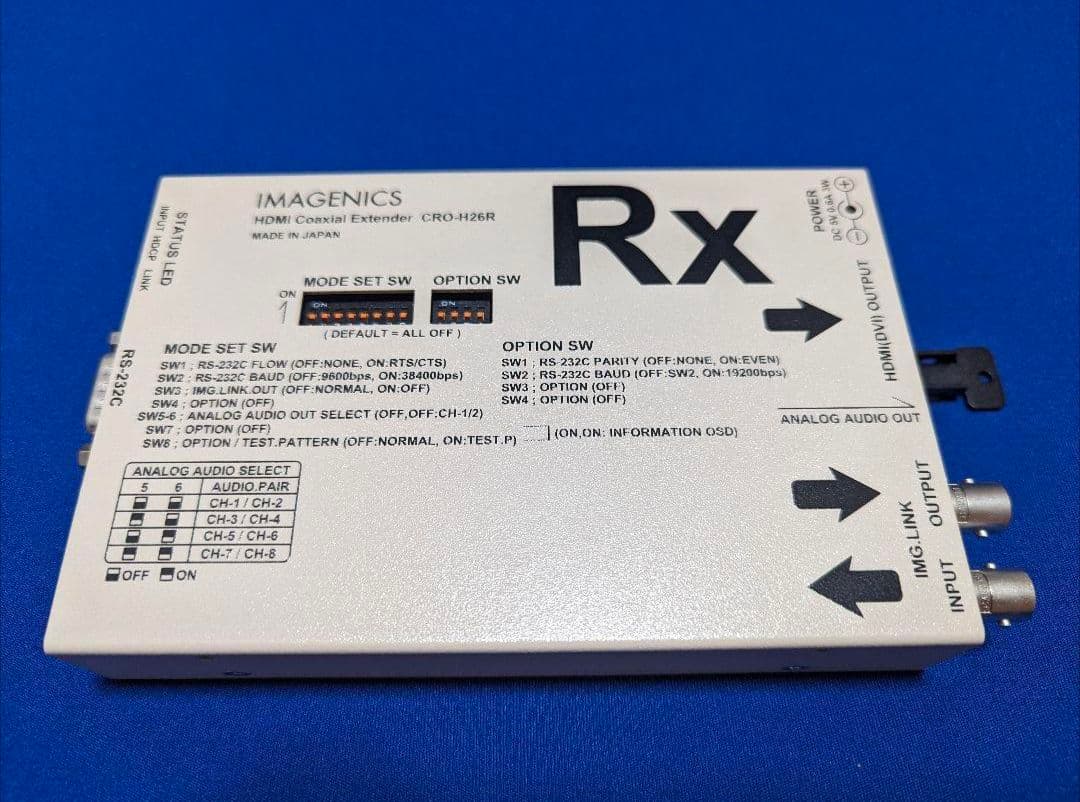 IMAGENICS
HDMI Coaxial Extender CRO-H26R
MADE IN JAPAN
Rx
STATUS LED
INPUT HDCP LINK
POWER
DC 5V 0.6A 3W
HDMI(DVI) OUTPUT
MODE SET SW
OPTION SW
ON
ON
ON
( DEFAULT = ALL OFF )
RS-232C
MODE SET SW
SW1 ; RS-232C FLOW (OFF:NONE, ON:RTS/CTS)
SW2 ; RS-232C BAUD (OFF:9600bps, ON:38400bps)
SW3 ; IMG.LINK.OUT (OFF:NORMAL, ON:OFF)
SW4 ; OPTION (OFF)
SW5-6 ; ANALOG AUDIO OUT SELECT (OFF,OFF:CH-1/2)
SW7 ; OPTION (OFF)
SW8 ; OPTION / TEST.PATTERN (OFF:NORMAL, ON:TEST.P)
(ON,ON: INFORMATION OSD)
OPTION SW
SW1 ; RS-232C PARITY (OFF:NONE, ON:EVEN)
SW2 ; RS-232C BAUD (OFF:SW2, ON:19200bps)
SW3 ; OPTION (OFF)
SW4 ; OPTION (OFF)
ANALOG AUDIO OUT
ANALOG AUDIO SELECT
5 6 AUDIO.PAIR
CH-1 / CH-2
CH-3 / CH-4
CH-5 / CH-6
CH-7 / CH-8
OFF ON
IMG.LINK
OUTPUT
INPUT